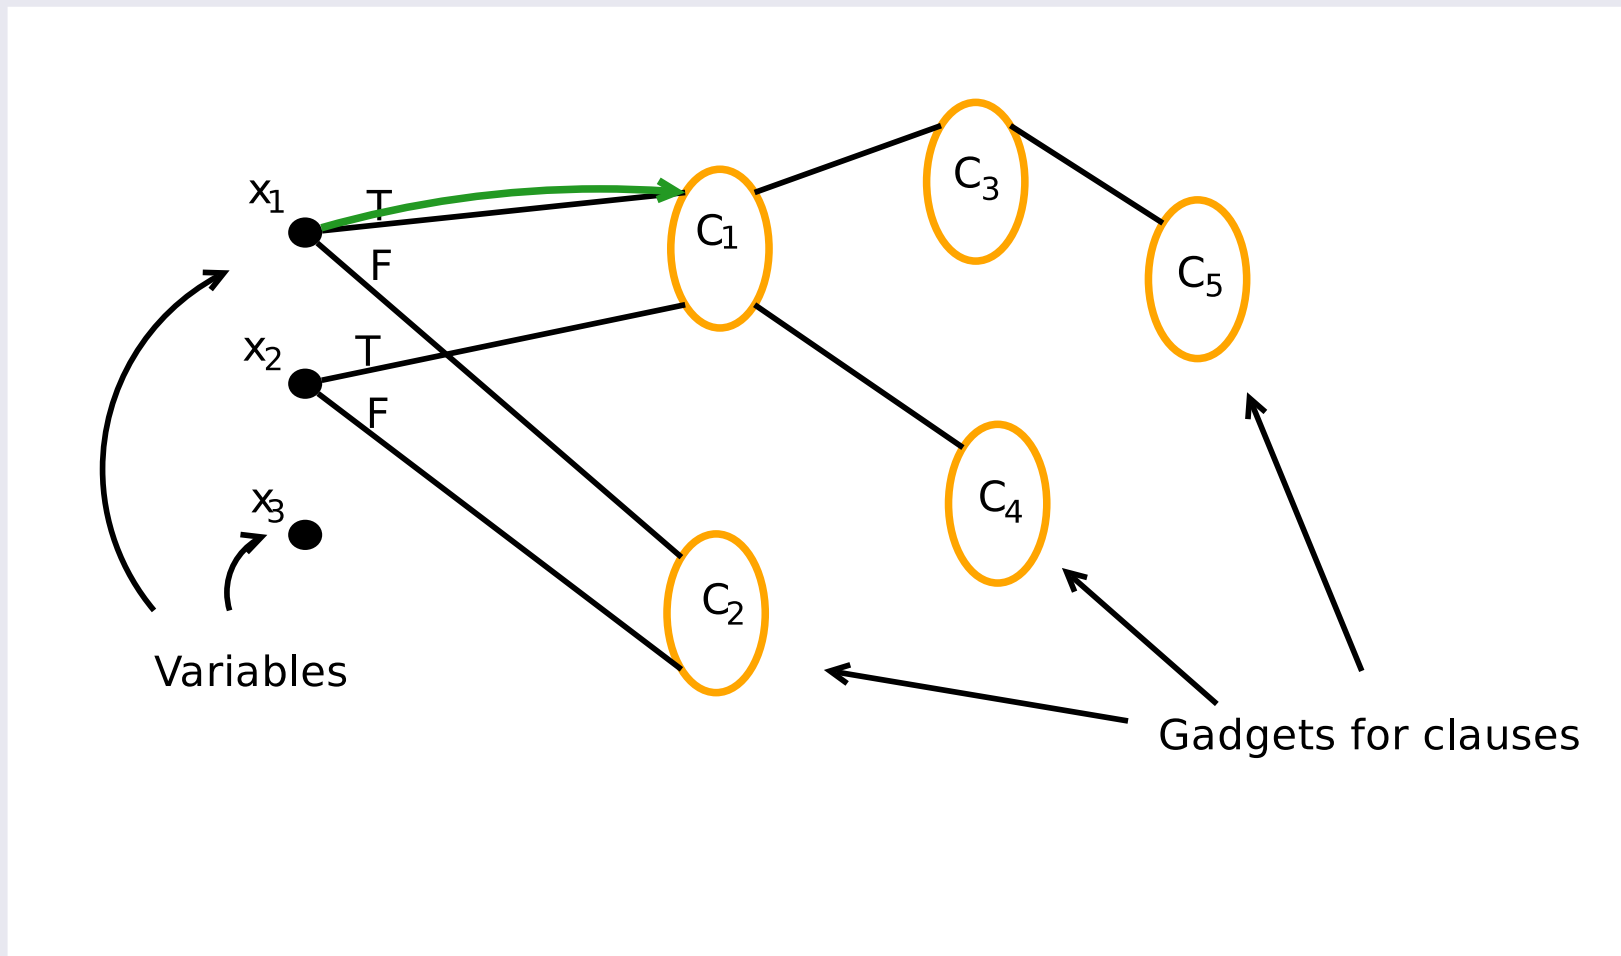 x1
T
F
C1
C3
C5
x2
T
F
x3
C4
C2
Variables
Gadgets for clauses